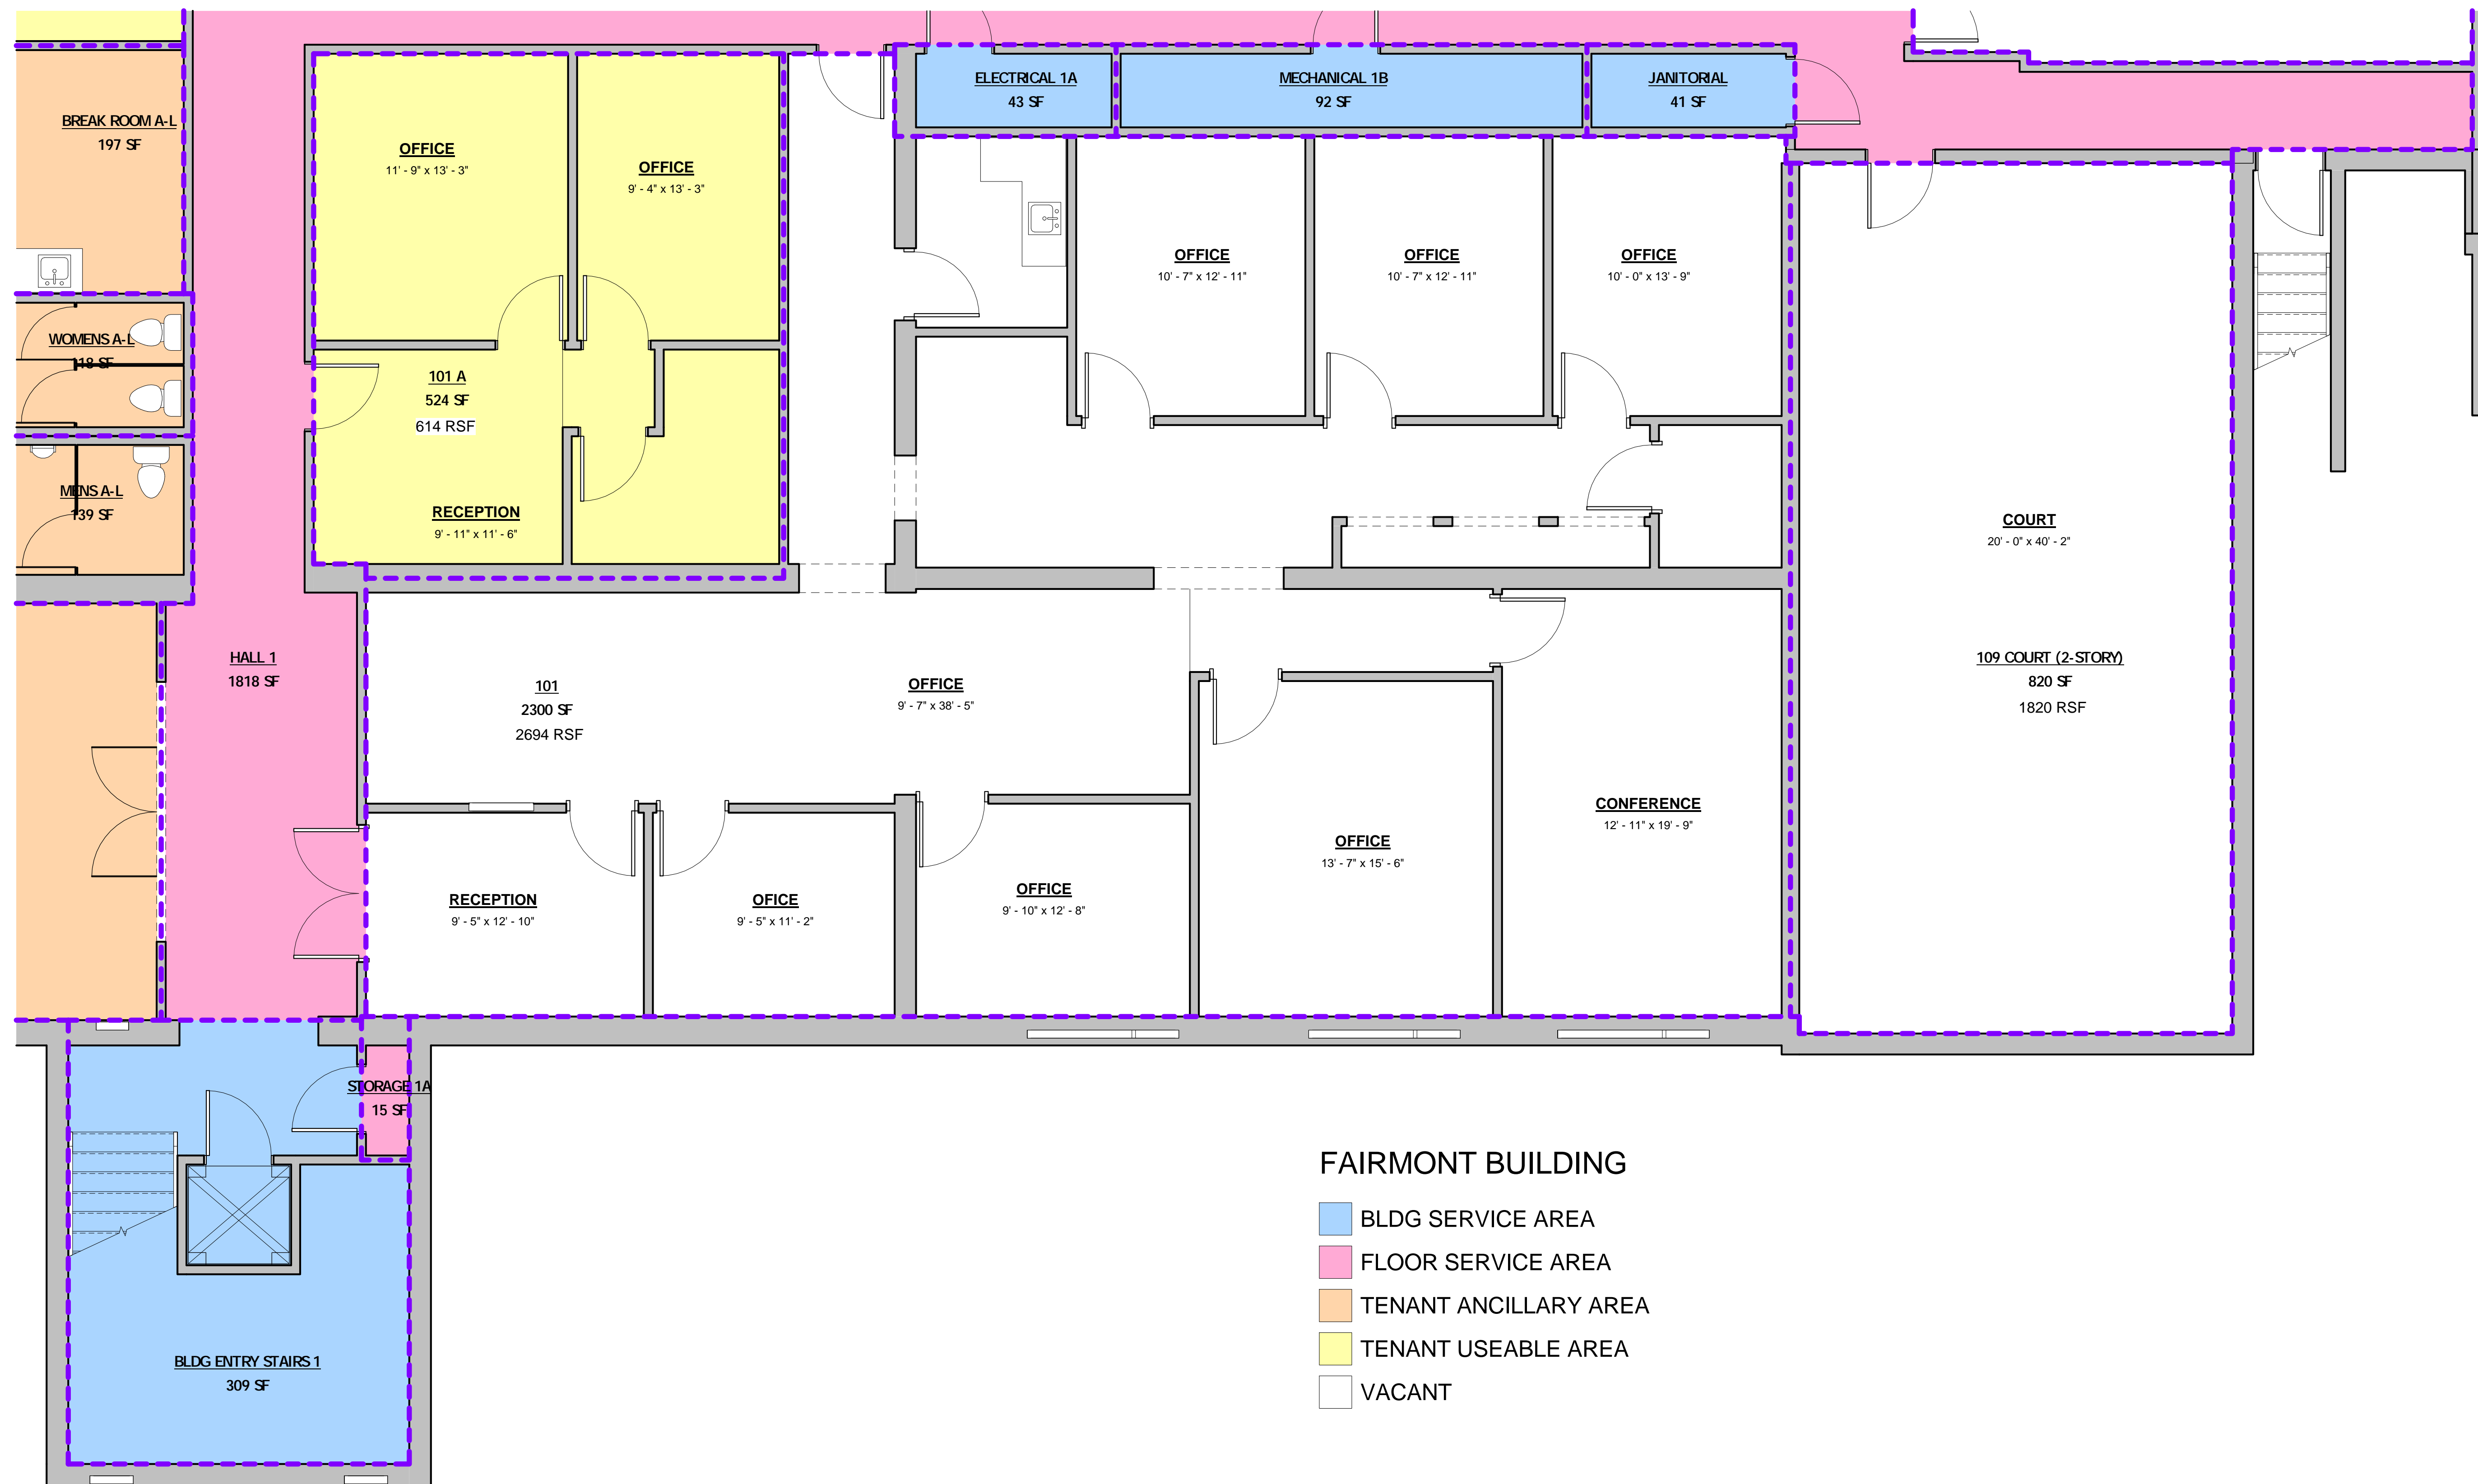 ELECTRICAL 1A
43 SF
MECHANICAL 1B
92 SF
JANITORIAL
41 SF
BREAK ROOM A-L
197 SF
OFFICE
11' - 9" x 13' - 3"
OFFICE
9' - 4" x 13' - 3"
OFFICE
10' - 7" x 12' - 11"
OFFICE
10' - 7" x 12' - 11"
OFFICE
10' - 0" x 13' - 9"
WOMENS A-L
118 SF
101 A
524 SF
614 RSF
MENS A-L
139 SF
RECEPTION
9' - 11" x 11' - 6"
COURT
20' - 0" x 40' - 2"
HALL 1
1818 SF
101
2300 SF
2694 RSF
OFFICE
9' - 7" x 38' - 5"
109 COURT (2-STORY)
820 SF
1820 RSF
CONFERENCE
12' - 11" x 19' - 9"
OFFICE
13' - 7" x 15' - 6"
RECEPTION
9' - 5" x 12' - 10"
OFICE
9' - 5" x 11' - 2"
OFFICE
9' - 10" x 12' - 8"
STORAGE 1A
15 SF
BLDG ENTRY STAIRS 1
309 SF
FAIRMONT BUILDING
BLDG SERVICE AREA
FLOOR SERVICE AREA
TENANT ANCILLARY AREA
TENANT USEABLE AREA
VACANT